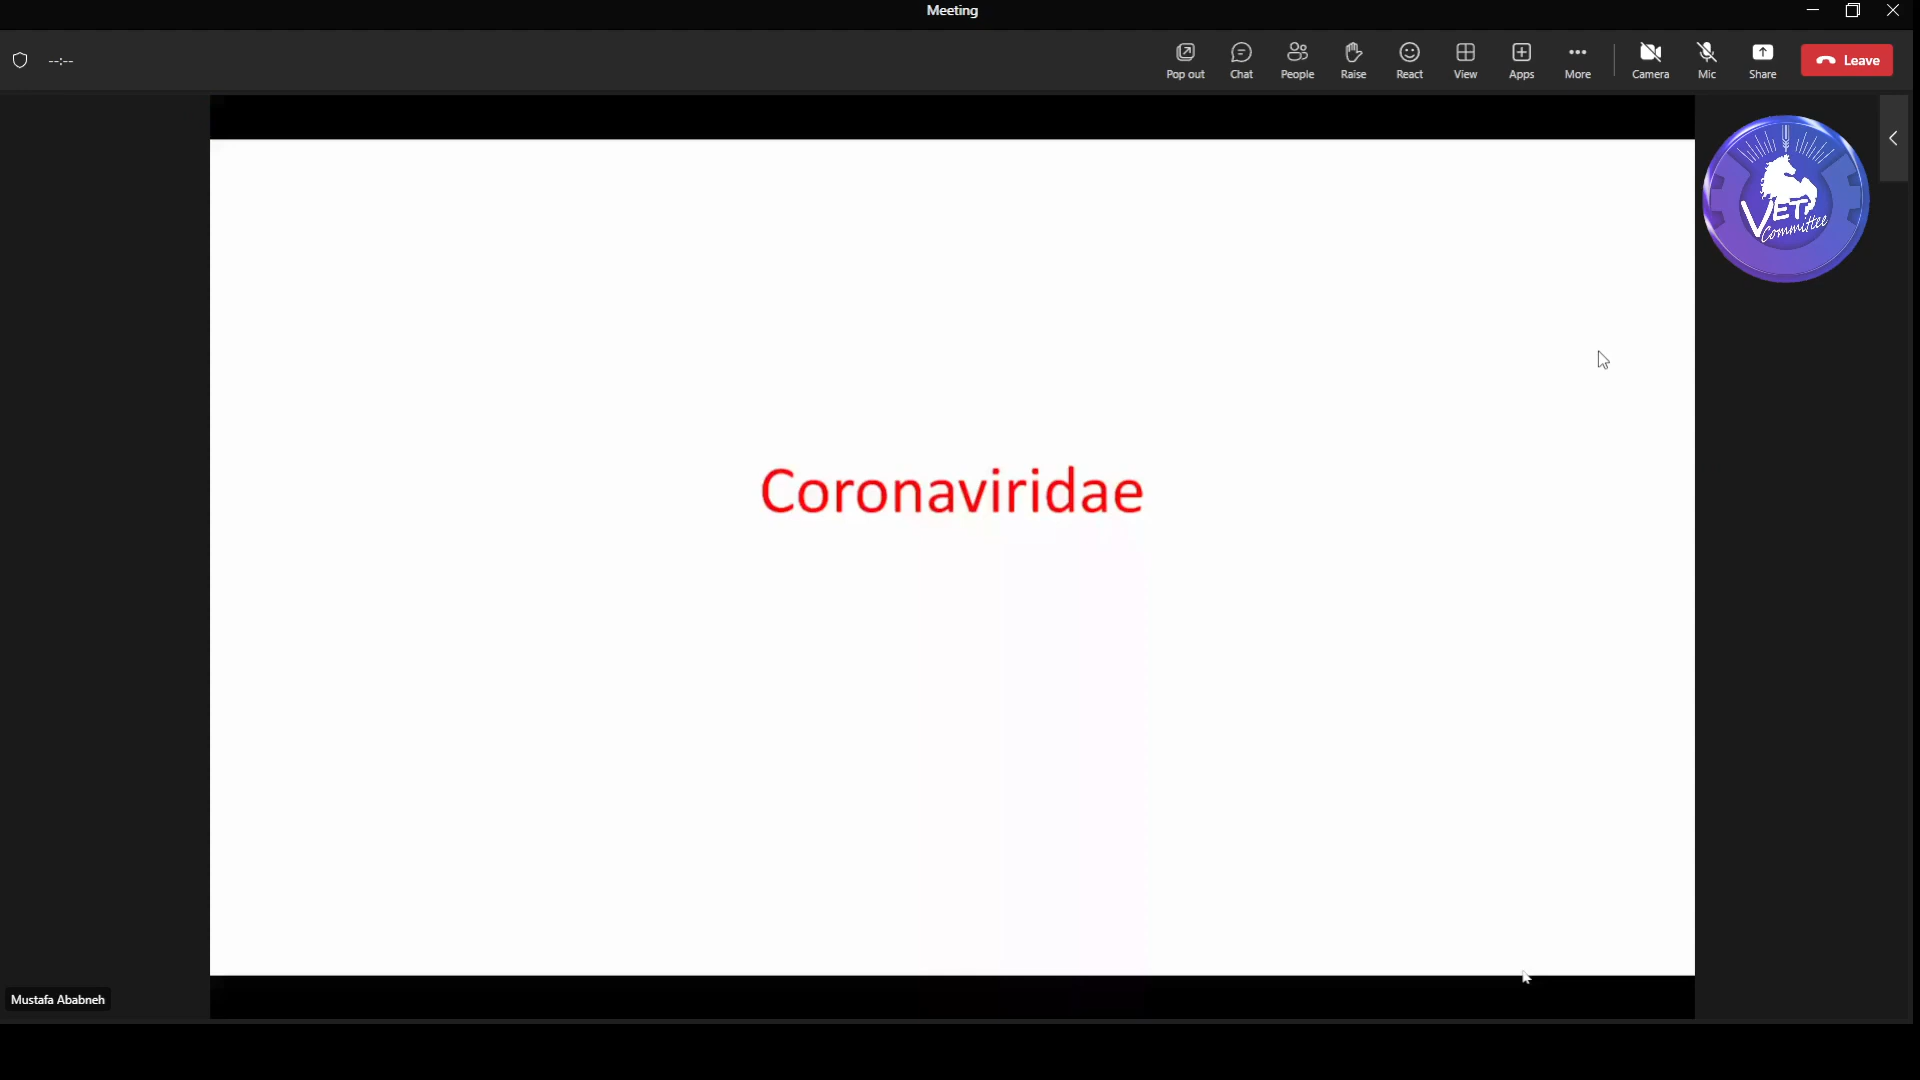 Meeting
--:--
Pop out
Chat
People
Raise
React
View
Apps
More
Camera
Mic
Share
Leave
VET
Committee
Coronaviridae
Mustafa Ababneh